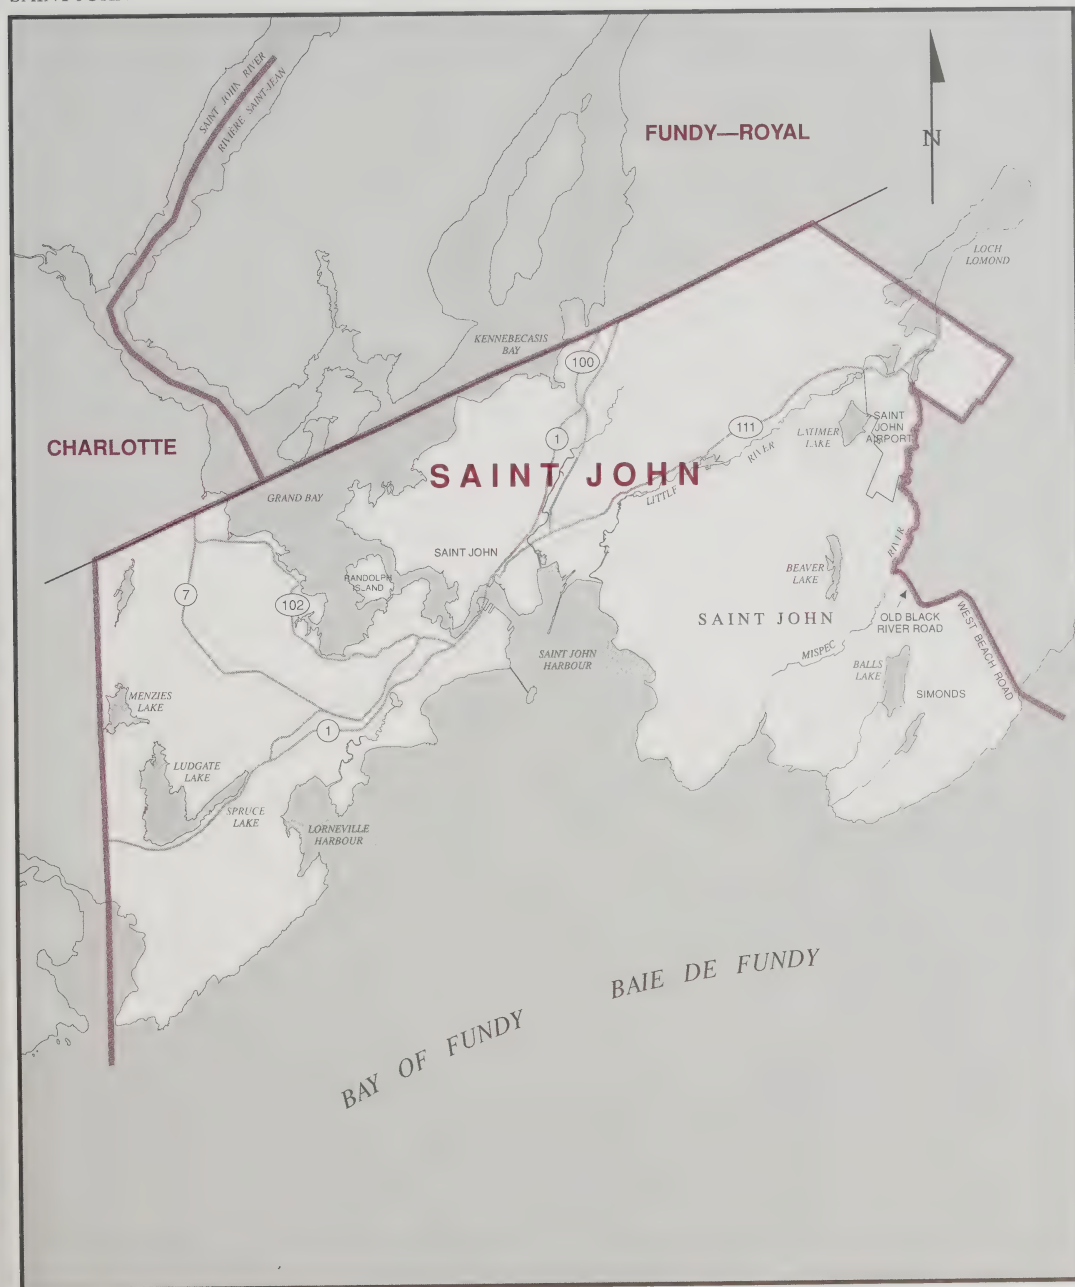 SAINT JOHN RIVER
RIVIÈRE SAINT-JEAN
FUNDY—ROYAL
N
LOCH
LOMOND
KENNEBECASIS
BAY
100
CHARLOTTE
111
1
LATIMER
LAKE
SAINT
JOHN
AIRPORT
SAINT JOHN
LITTLE
RIVER
GRAND BAY
SAINT JOHN
RANDOLPH
ISLAND
7
102
BEAVER
LAKE
RIVER
SAINT JOHN
OLD BLACK
RIVER ROAD
WEST BEACH ROAD
MISPEC
SAINT JOHN
HARBOUR
BALLS
LAKE
SIMONDS
MENZIES
LAKE
1
LUDGATE
LAKE
SPRUCE
LAKE
LORNEVILLE
HARBOUR
BAY OF FUNDY
BAIE DE FUNDY